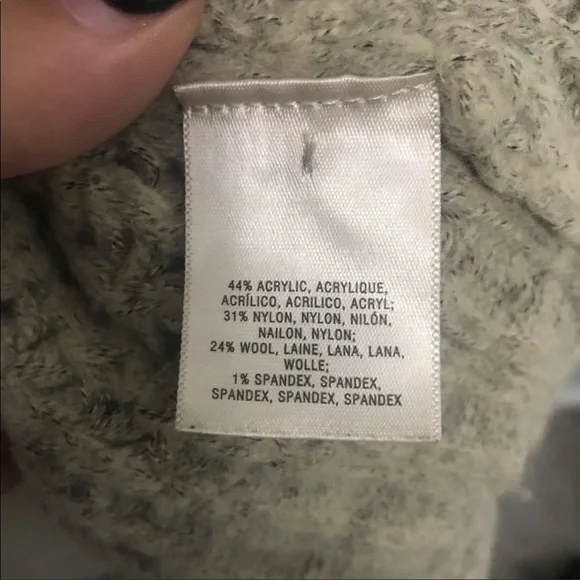 44% ACRYLIC, ACRYLIQUE,
ACRÍLICO, ACRILICO, ACRYL;
31% NYLON, NYLON, NILÓN,
NAILON, NYLON;
24% WOOL, LAINE, LANA, LANA,
WOLLE;
1% SPANDEX, SPANDEX,
SPANDEX, SPANDEX, SPANDEX